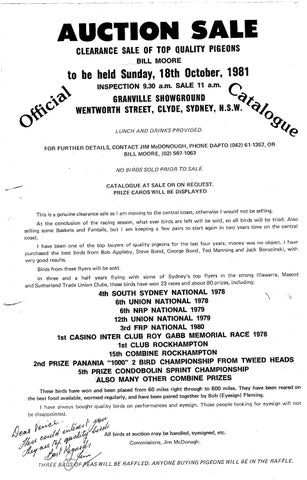 AUCTION SALE
CLEARANCE SALE OF TOP QUALITY PIGEONS
BILL MOORE
to be held Sunday, 18th October, 1981
INSPECTION 9.30 a.m. SALE 11 a.m.
Official
Catalogue
GRANVILLE SHOWGROUND
WENTWORTH STREET, CLYDE, SYDNEY, N.S.W.
LUNCH AND DRINKS PROVIDED.
FOR FURTHER DETAILS, CONTACT JIM McDONOUGH, PHONE DAPTO (042) 61-1357, OR
BILL MOORE, (02) 587-1063
NO BIRDS SOLD PRIOR TO SALE.
CATALOGUE AT SALE OR ON REQUEST.
PRIZE CARDS WILL BE DISPLAYED
This is a genuine clearance sale as I am moving to the central coast, otherwise I would not be selling.
At the conclusion of the racing season, what ever birds are left will be sold, so all birds will be tried. Also
selling some Baskets and Fantails, but I am keeping a few pairs to start again in two years time on the central
coast.
I have been one of the top buyers of quality pigeons for the last four years; money was no object. I have
purchased the best birds from Bob Appleby, Steve Bond, George Bond, Ted Manning and Jack Borucinski, with
very good results.
Birds from these flyers will be sold.
In three and a half years flying with some of Sydney's top flyers in the strong Illawarra, Mascot
and Sutherland Trade Union Clubs, these birds have won 33 races and about 80 prizes, including:
4th SOUTH SYDNEY NATIONAL 1978
6th UNION NATIONAL 1978
6th NRP NATIONAL 1979
12th UNION NATIONAL 1979
3rd FRP NATIONAL 1980
1st CASINO INTER CLUB ROY GABB MEMORIAL RACE 1978
1st CLUB ROCKHAMPTON
15th COMBINE ROCKHAMPTON
2nd PRIZE PANANIA "1000" 2 BIRD CHAMPIONSHIP FROM TWEED HEADS
5th PRIZE CONDOBOLIN SPRINT CHAMPIONSHIP
ALSO MANY OTHER COMBINE PRIZES
These birds have won and been placed from 60 miles right through to 600 miles. They have been reared on
the best food available, wormed regularly, and have been paired together by Bob (Eyesign) Fleming.
I have always bought quality birds on performances and eyesign. Those people looking for eyesign will not
be disappointed.
Dear
These could interest you
they are top quality birds
Best Regards
Jim
All birds at auction may be handled, eyesigned, etc.
Commissions, Jim McDonough.
THREE BAGS OF PEAS WILL BE RAFFLED. ANYONE BUYING PIGEONS WILL BE IN THE RAFFLE.